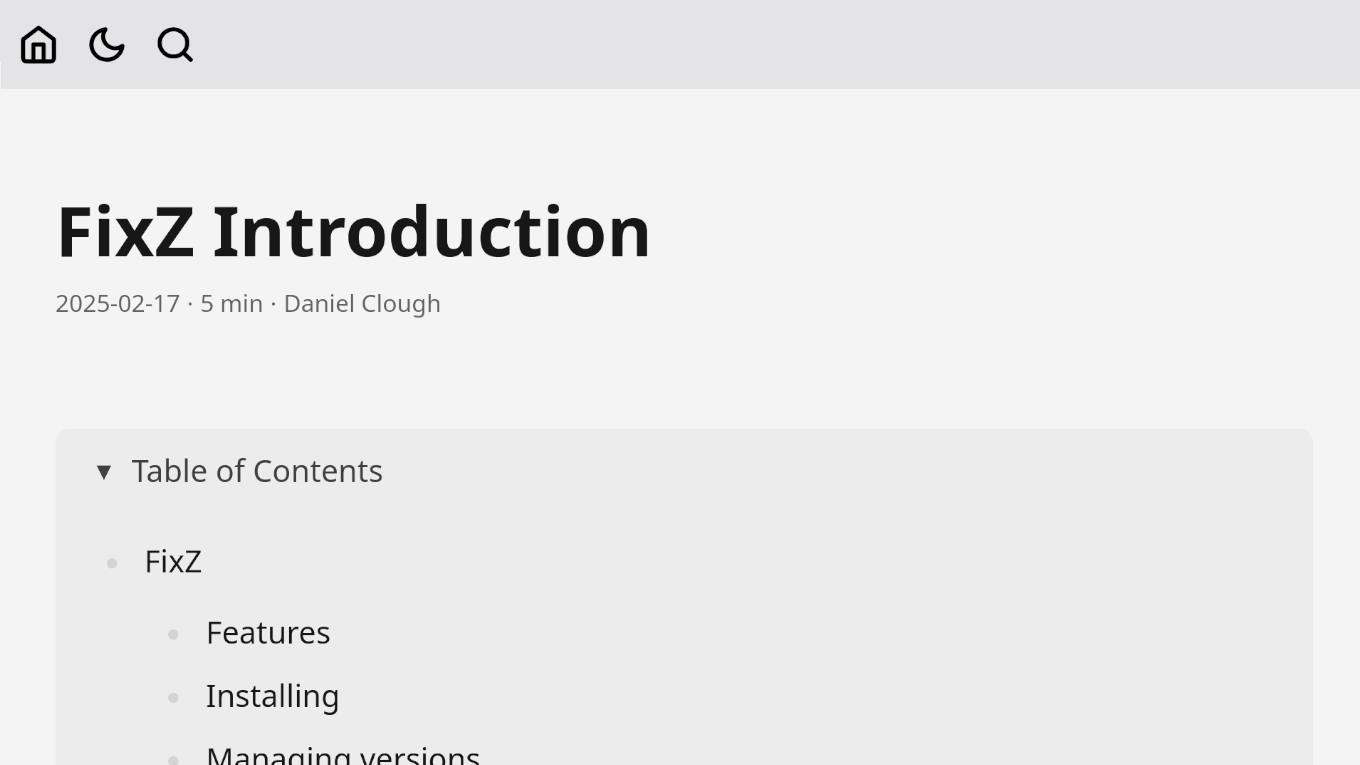 FixZ Introduction
2025-02-17 · 5 min · Daniel Clough
Table of Contents
FixZ
Features
Installing
Managing versions